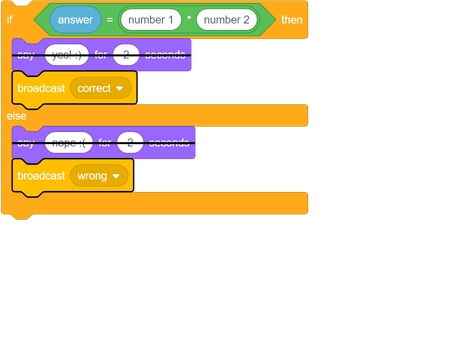 if answer = number 1 * number 2 then
say yes! :) for 2 seconds
broadcast correct
else
say nope :( for 2 seconds
broadcast wrong